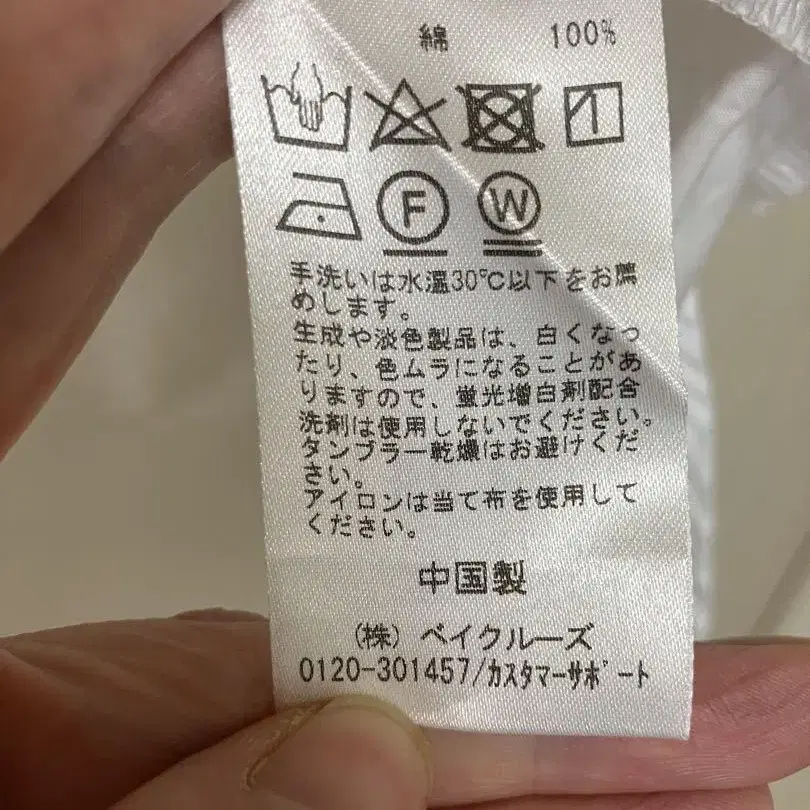 綿 100%
F W
手洗いは水温30℃以下をお薦
めします。
生成や淡色製品は、白くなっ
たり、色ムラになることがあ
りますので、蛍光増白剤配合
洗剤は使用しないでください。
タンブラー乾燥はお避けくだ
さい。
アイロンは当て布を使用して
ください。
中国製
(株) ベイクルーズ
0120-301457/カスタマーサポート